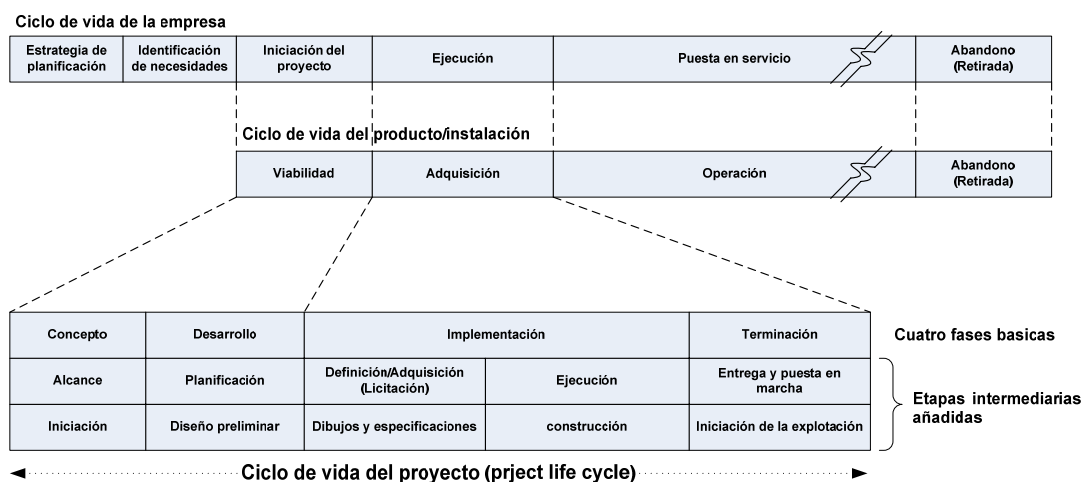 Ciclo de vida de la empresa
Estrategia de
planificación
Identificación
de necesidades
Iniciación del
proyecto
Ejecución
Puesta en servicio
Abandono
(Retirada)
Ciclo de vida del producto/instalación
Viabilidad
Adquisición
Operación
Abandono
(Retirada)
Concepto
Desarrollo
Implementación
Terminación
Cuatro fases basicas
Alcance
Planificación
Definición/Adquisición
(Licitación)
Ejecución
Entrega y puesta en
marcha
Etapas intermediarias
añadidas
Iniciación
Diseño preliminar
Dibujos y especificaciones
construcción
Iniciación de la explotación
Ciclo de vida del proyecto (prject life cycle)